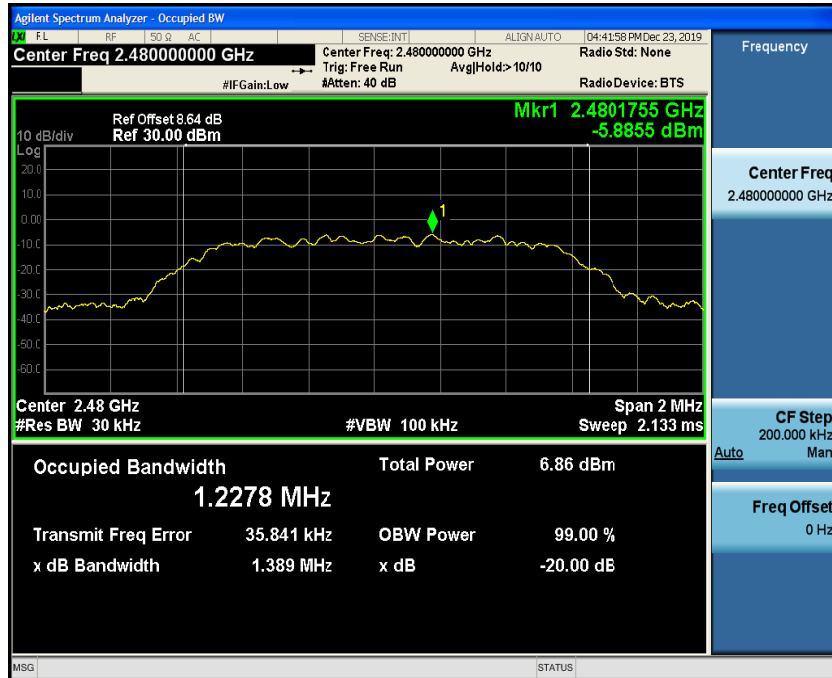 Agilent Spectrum Analyzer - Occupied BW
LXI RL RF 50 Ω AC SENSE:INT ALIGN AUTO 04:41:58 PM Dec 23, 2019
Center Freq 2.480000000 GHz
Center Freq: 2.480000000 GHz Radio Std: None
Trig: Free Run Avg|Hold:>10/10
#IFGain:Low #Atten: 40 dB Radio Device: BTS
Frequency
Mkr1 2.4801755 GHz
-5.8855 dBm
Ref Offset 8.64 dB
10 dB/div Ref 30.00 dBm
Log
20.0
10.0
0.00
-10.0
-20.0
-30.0
-40.0
-50.0
-60.0
1
Center 2.48 GHz Span 2 MHz
#Res BW 30 kHz #VBW 100 kHz Sweep 2.133 ms
Occupied Bandwidth Total Power 6.86 dBm
1.2278 MHz
Transmit Freq Error 35.841 kHz OBW Power 99.00 %
x dB Bandwidth 1.389 MHz x dB -20.00 dB
Center Freq
2.480000000 GHz
CF Step
200.000 kHz
Auto Man
Freq Offset
0 Hz
MSG STATUS